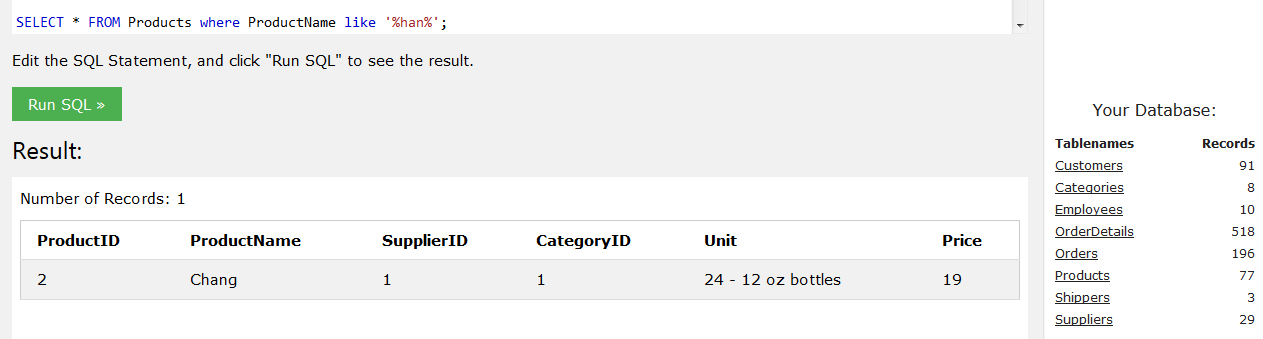 SELECT * FROM Products where ProductName like '%han%';
Edit the SQL Statement, and click "Run SQL" to see the result.
Run SQL »
Result:
Number of Records: 1
ProductID ProductName SupplierID CategoryID Unit Price
2 Chang 1 1 24 - 12 oz bottles 19
Your Database:
Tablenames Records
Customers 91
Categories 8
Employees 10
OrderDetails 518
Orders 196
Products 77
Shippers 3
Suppliers 29